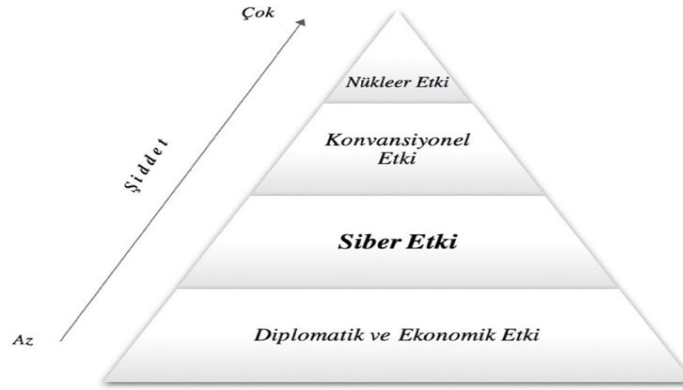 Çok
Nükleer Etki
Konvansiyonel
Etki
Şiddet
Siber Etki
Diplomatik ve Ekonomik Etki
Az